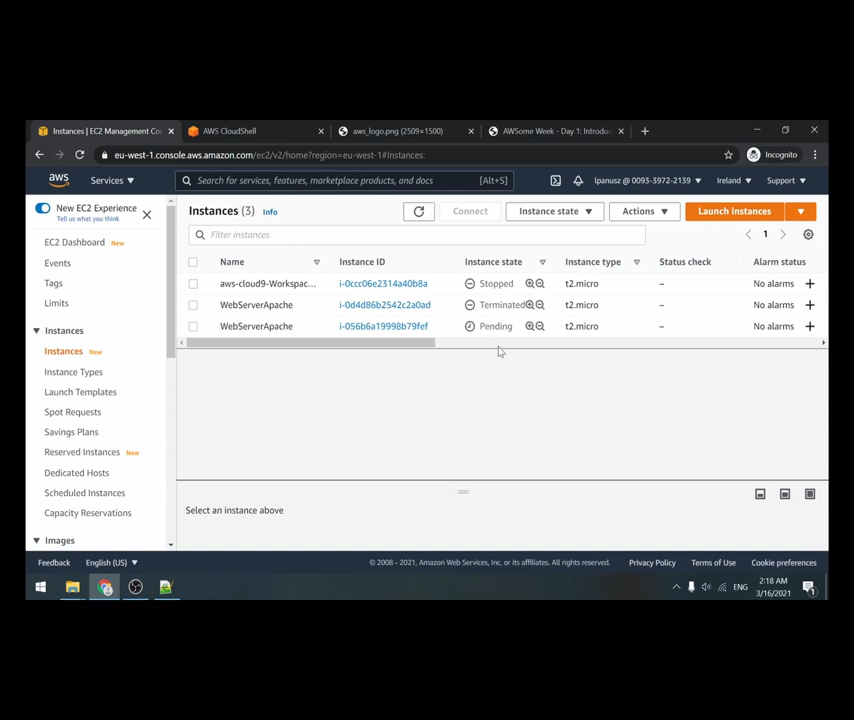 Instances | EC2 Management Co
AWS CloudShell
aws_logo.png (2509×1500)
AWSome Week - Day 1: Introduc
eu-west-1.console.aws.amazon.com/ec2/v2/home?region=eu-west-1#Instances:
Incognito
aws
Services
Search for services, features, marketplace products, and docs
[Alt+S]
lpanusz @ 0093-3972-2139
Ireland
Support
New EC2 Experience
Tell us what you think
EC2 Dashboard New
Events
Tags
Limits
Instances
Instances New
Instance Types
Launch Templates
Spot Requests
Savings Plans
Reserved Instances New
Dedicated Hosts
Scheduled Instances
Capacity Reservations
Images
Instances (3) Info
Connect
Instance state
Actions
Launch instances
Filter instances
1
Name Instance ID Instance state Instance type Status check Alarm status
aws-cloud9-Workspac... i-0ccc06e2314a40b8a Stopped t2.micro – No alarms +
WebServerApache i-0d4d86b2542c2a0ad Terminated t2.micro – No alarms +
WebServerApache i-056b6a19998b79fef Pending t2.micro – No alarms +
Select an instance above
Feedback
English (US)
© 2008 - 2021, Amazon Web Services, Inc. or its affiliates. All rights reserved.
Privacy Policy
Terms of Use
Cookie preferences
ENG
2:18 AM
3/16/2021
1